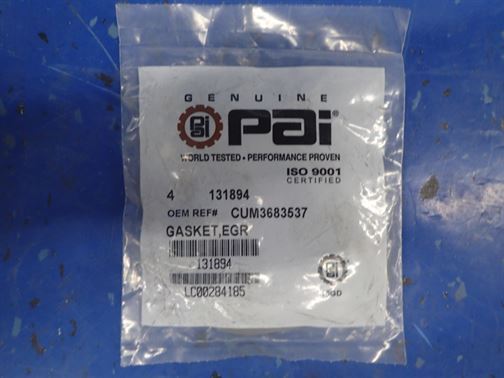 GENUINE
pai®
WORLD TESTED • PERFORMANCE PROVEN
ISO 9001
CERTIFIED
4 131894
OEM REF# CUM3683537
GASKET,EGR
131894
LC00284185